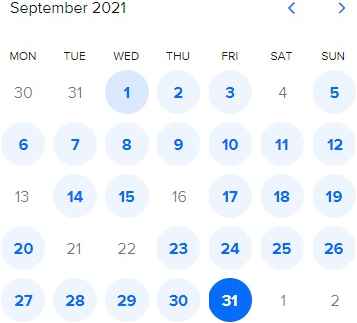 September 2021
MON TUE WED THU FRI SAT SUN
30 31 1 2 3 4 5
6 7 8 9 10 11 12
13 14 15 16 17 18 19
20 21 22 23 24 25 26
27 28 29 30 31 1 2